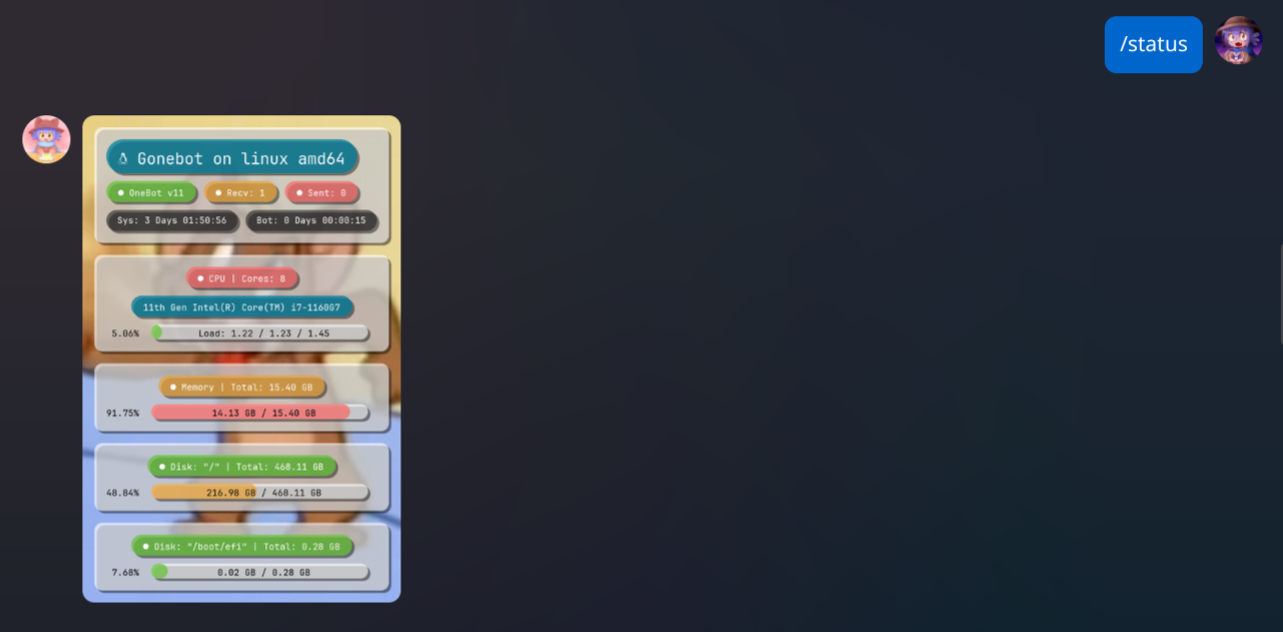 /status
Gonebot on linux amd64
OneBot v11 Recv: 1 Sent: 0
Sys: 3 Days 01:50:56 Bot: 0 Days 00:00:15
CPU | Cores: 8
11th Gen Intel(R) Core(TM) i7-1160G7
5.06% Load: 1.22 / 1.23 / 1.45
Memory | Total: 15.40 GB
91.75% 14.13 GB / 15.40 GB
Disk: "/" | Total: 468.11 GB
48.84% 216.98 GB / 468.11 GB
Disk: "/boot/efi" | Total: 0.28 GB
7.68% 0.02 GB / 0.28 GB